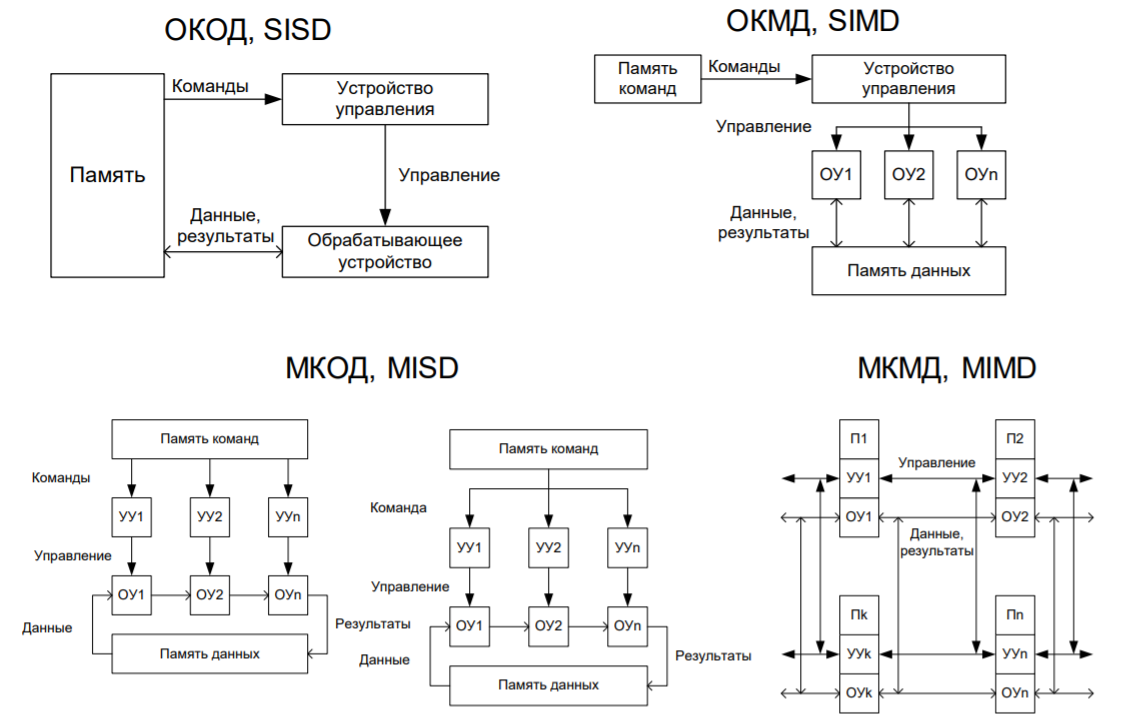 ОКОД, SISD
Команды
Устройство
управления
Память
Управление
Данные,
результаты
Обрабатывающее
устройство
ОКМД, SIMD
Память
команд
Команды
Устройство
управления
Управление
ОУ1
ОУ2
ОУn
Данные,
результаты
Память данных
МКОД, MISD
Память команд
Команды
УУ1
УУ2
УУn
Управление
ОУ1
ОУ2
ОУn
Данные
Результаты
Память данных
Память команд
Команда
УУ1
УУ2
УУn
Управление
ОУ1
ОУ2
ОУn
Данные
Результаты
Память данных
МКМД, MIMD
П1
П2
Управление
УУ1
УУ2
ОУ1
ОУ2
Данные,
результаты
Пk
Пn
УУk
УУn
ОУk
ОУn